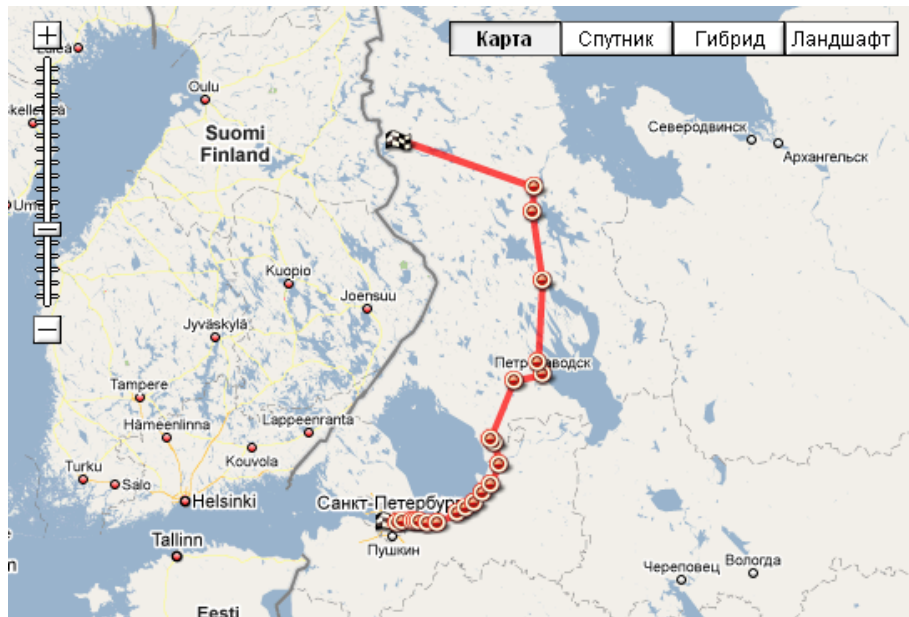 Карта
Спутник
Гибрид
Ландшафт
Luleå
Oulu
Suomi
Finland
Северодвинск
Архангельск
Kuopio
Joensuu
Jyväskylä
Tampere
Hämeenlinna
Lappeenranta
Kouvola
Turku
Salo
Helsinki
Санкт-Петербург
Пушкин
Tallinn
Череповец
Вологда
Eesti